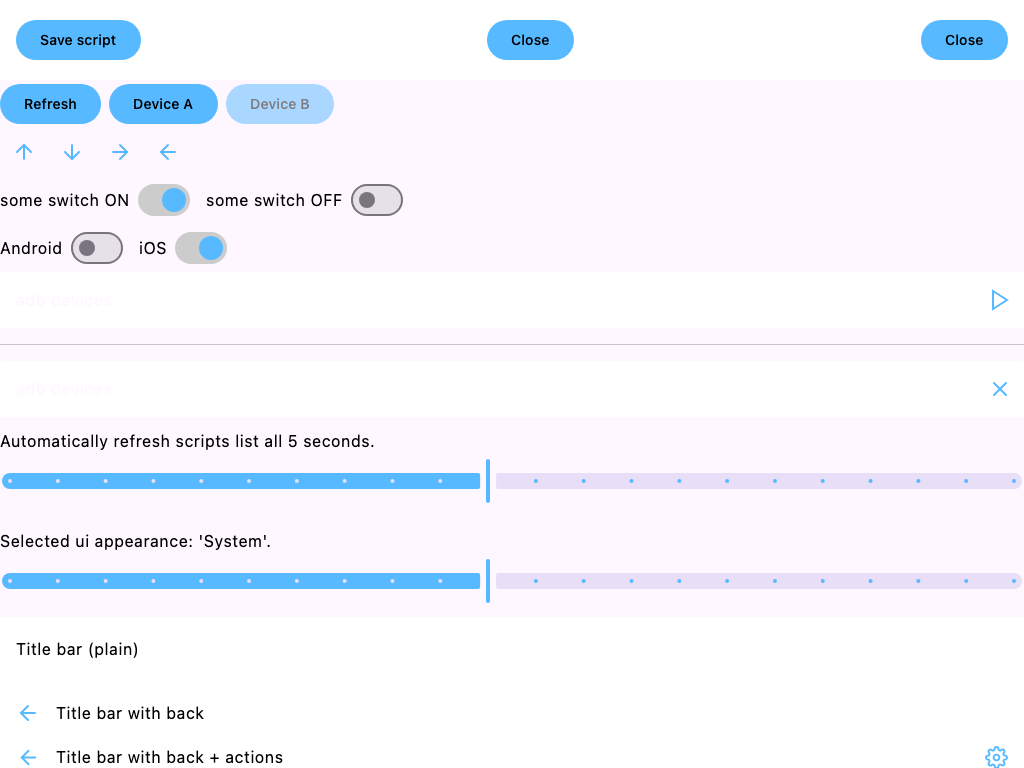 Save script Close Close
Refresh Device A Device B
some switch ON some switch OFF
Android iOS
adb devices
adb devices
Automatically refresh scripts list all 5 seconds.
Selected ui appearance: 'System'.
Title bar (plain)
Title bar with back
Title bar with back + actions